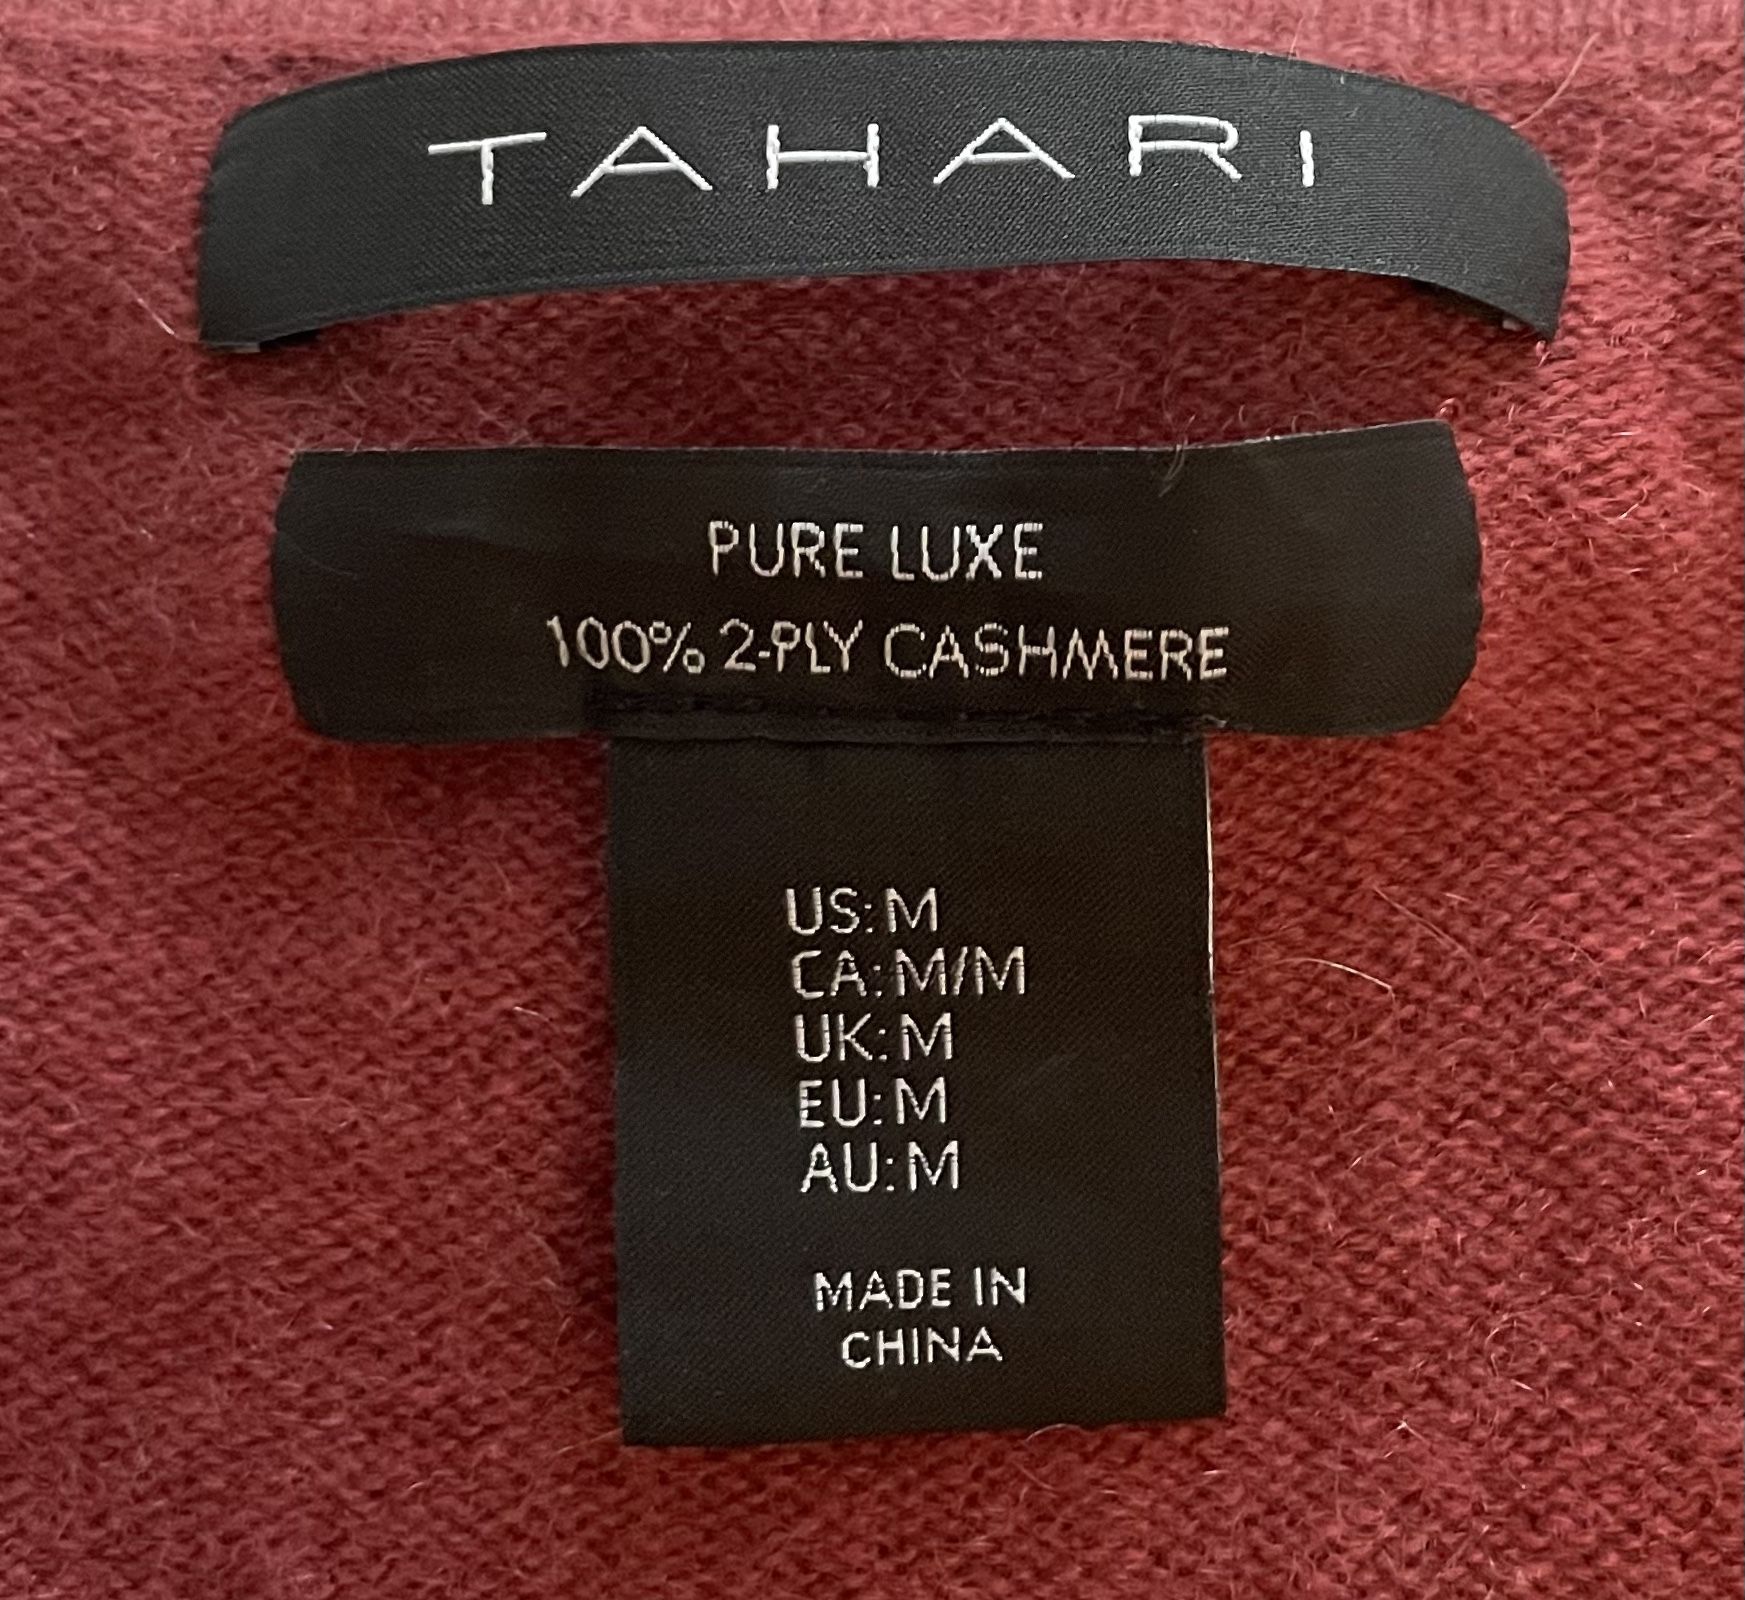 TAHARI
PURE LUXE
100% 2-PLY CASHMERE
US: M
CA: M/M
UK: M
EU: M
AU: M
MADE IN
CHINA